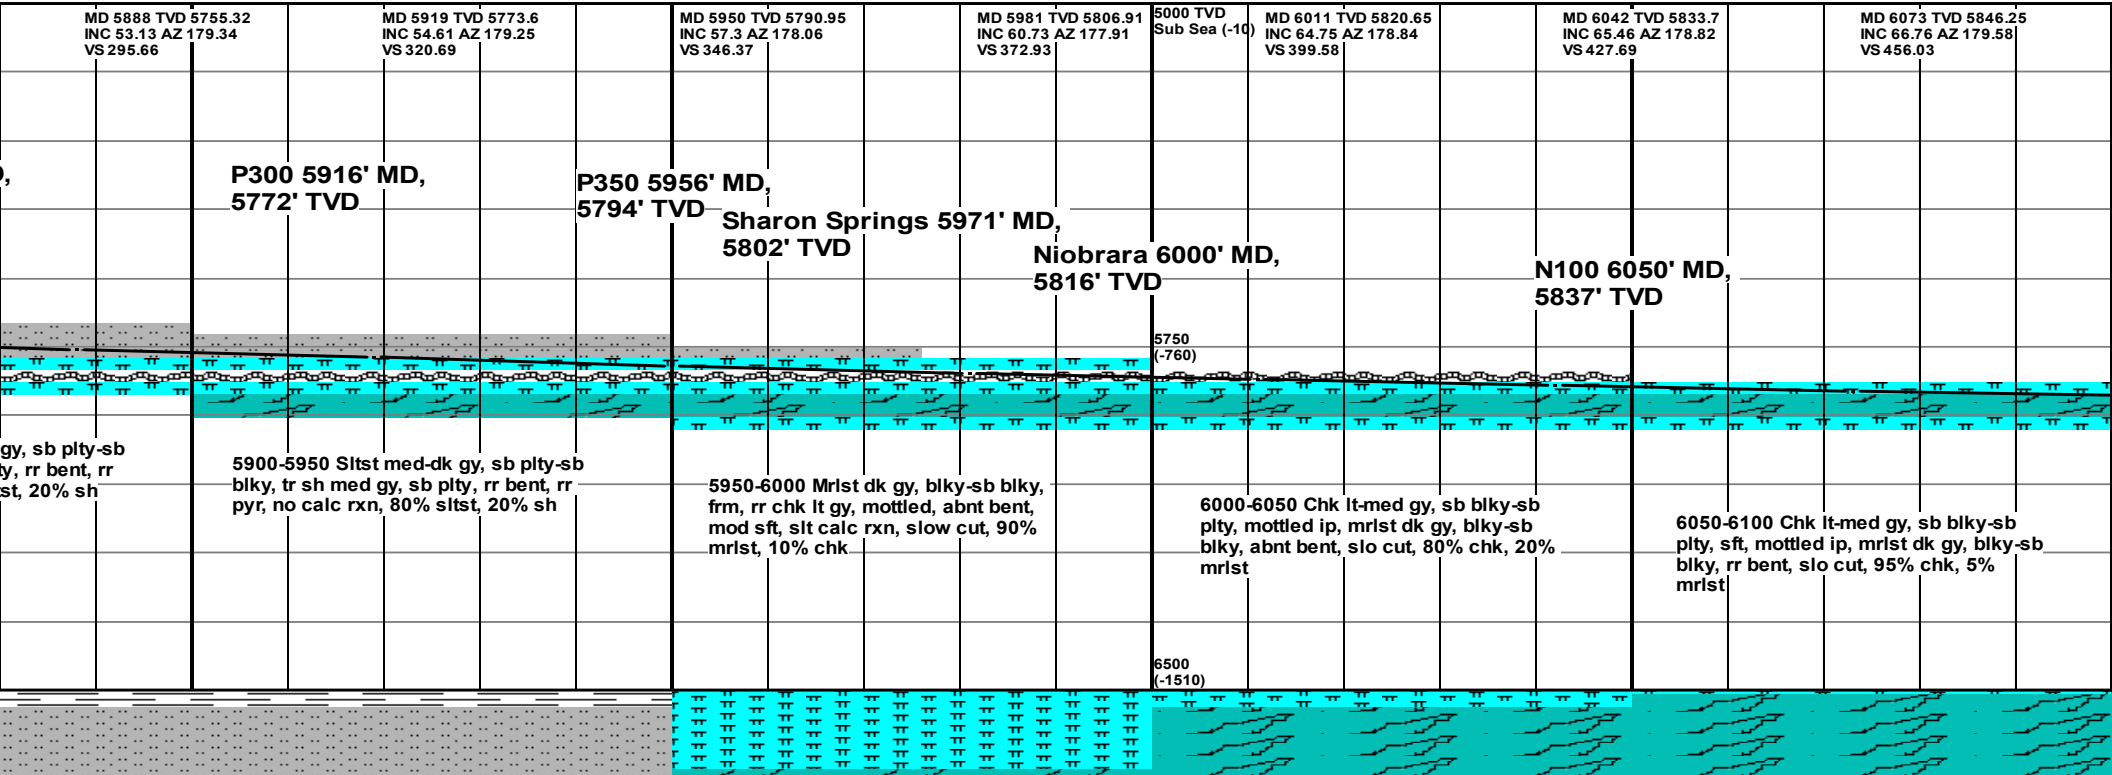 MD 5888 TVD 5755.32
INC 53.13 AZ 179.34
VS 295.66
MD 5919 TVD 5773.6
INC 54.61 AZ 179.25
VS 320.69
MD 5950 TVD 5790.95
INC 57.3 AZ 178.06
VS 346.37
MD 5981 TVD 5806.91
INC 60.73 AZ 177.91
VS 372.93
5000 TVD
Sub Sea (-10)
MD 6011 TVD 5820.65
INC 64.75 AZ 178.84
VS 399.58
MD 6042 TVD 5833.7
INC 65.46 AZ 178.82
VS 427.69
MD 6073 TVD 5846.25
INC 66.76 AZ 179.58
VS 456.03
P300 5916' MD,
5772' TVD
P350 5956' MD,
5794' TVD
Sharon Springs 5971' MD,
5802' TVD
Niobrara 6000' MD,
5816' TVD
N100 6050' MD,
5837' TVD
5750
(-760)
gy, sb plty-sb
rr bent, rr
20% sh
5900-5950 Sltst med-dk gy, sb plty-sb
blky, tr sh med gy, sb plty, rr bent, rr
pyr, no calc rxn, 80% sltst, 20% sh
5950-6000 Mrlst dk gy, blky-sb blky,
frm, rr chk lt gy, mottled, abnt bent,
mod sft, slt calc rxn, slow cut, 90%
mrlst, 10% chk
6000-6050 Chk lt-med gy, sb blky-sb
plty, mottled ip, mrlst dk gy, blky-sb
blky, abnt bent, slo cut, 80% chk, 20%
mrlst
6050-6100 Chk lt-med gy, sb blky-sb
plty, sft, mottled ip, mrlst dk gy, blky-sb
blky, rr bent, slo cut, 95% chk, 5%
mrlst
6500
(-1510)